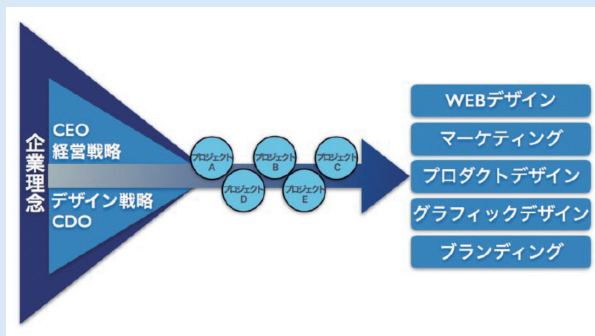 企業理念
CEO
経営戦略
デザイン戦略
CDO
プロジェクト
A
プロジェクト
B
プロジェクト
C
プロジェクト
D
プロジェクト
E
WEBデザイン
マーケティング
プロダクトデザイン
グラフィックデザイン
ブランディング